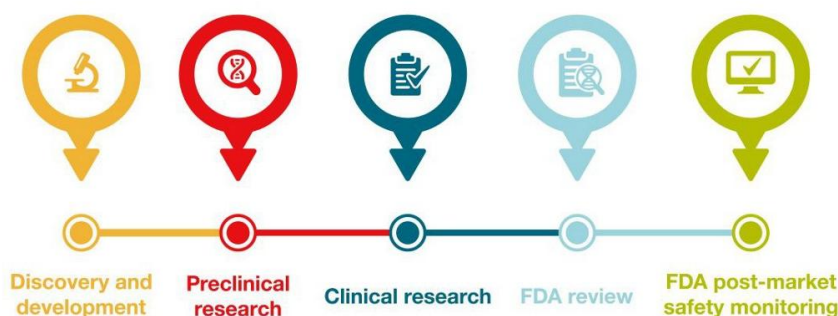 Discovery and
development
Preclinical
research
Clinical research
FDA review
FDA post-market
safety monitoring